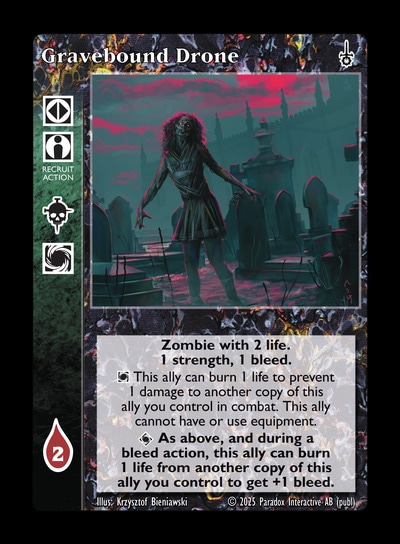 Gravebound Drone
RECRUIT
ACTION
Zombie with 2 life.
1 strength, 1 bleed.
This ally can burn 1 life to prevent
1 damage to another copy of this
ally you control in combat. This ally
cannot have or use equipment.
As above, and during a
bleed action, this ally can burn
1 life from another copy of this
ally you control to get +1 bleed.
2
Illus: Krzysztof Bieniawski © 2025 Paradox Interactive AB (publ)